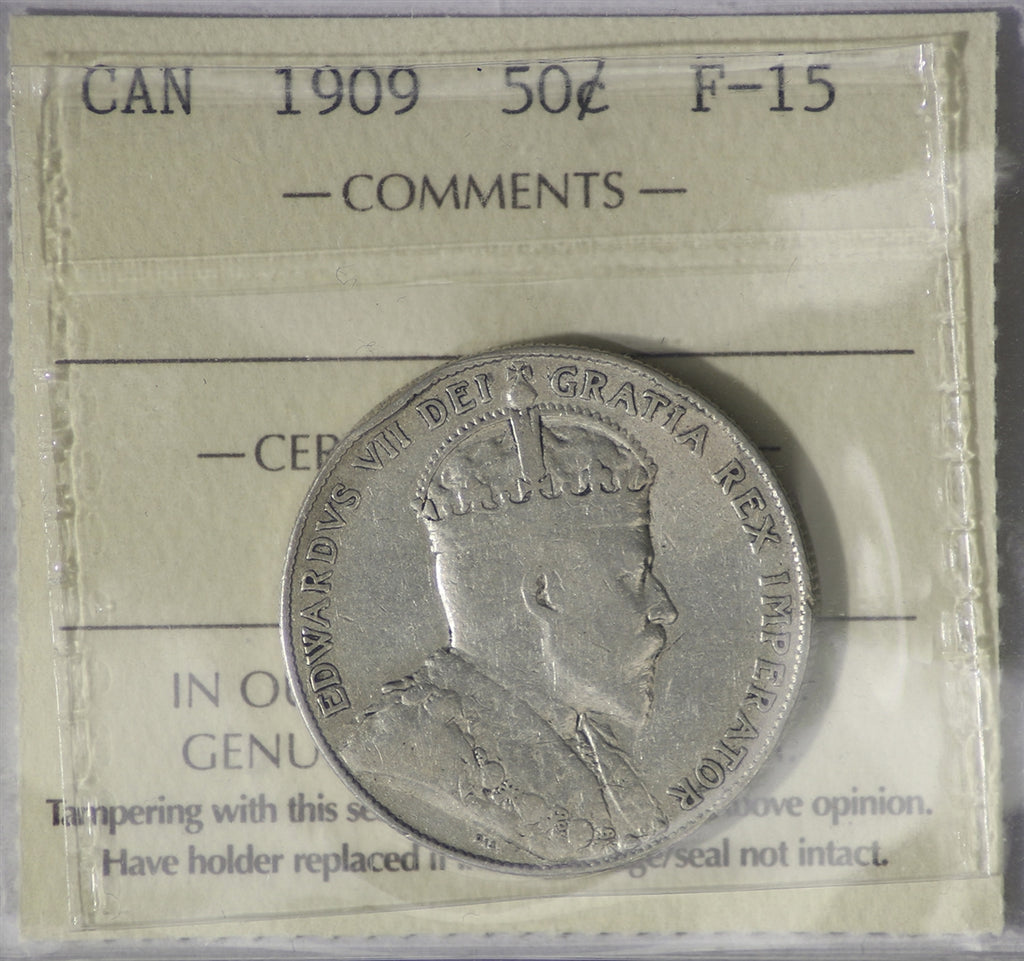 CAN 1909 50¢ F-15
— COMMENTS —
— CER
IN OU
GENU
Tampering with this se ove opinion.
Have holder replaced ge/seal not intact.
EDWARDVS VII DEI GRATIA REX IMPERATOR